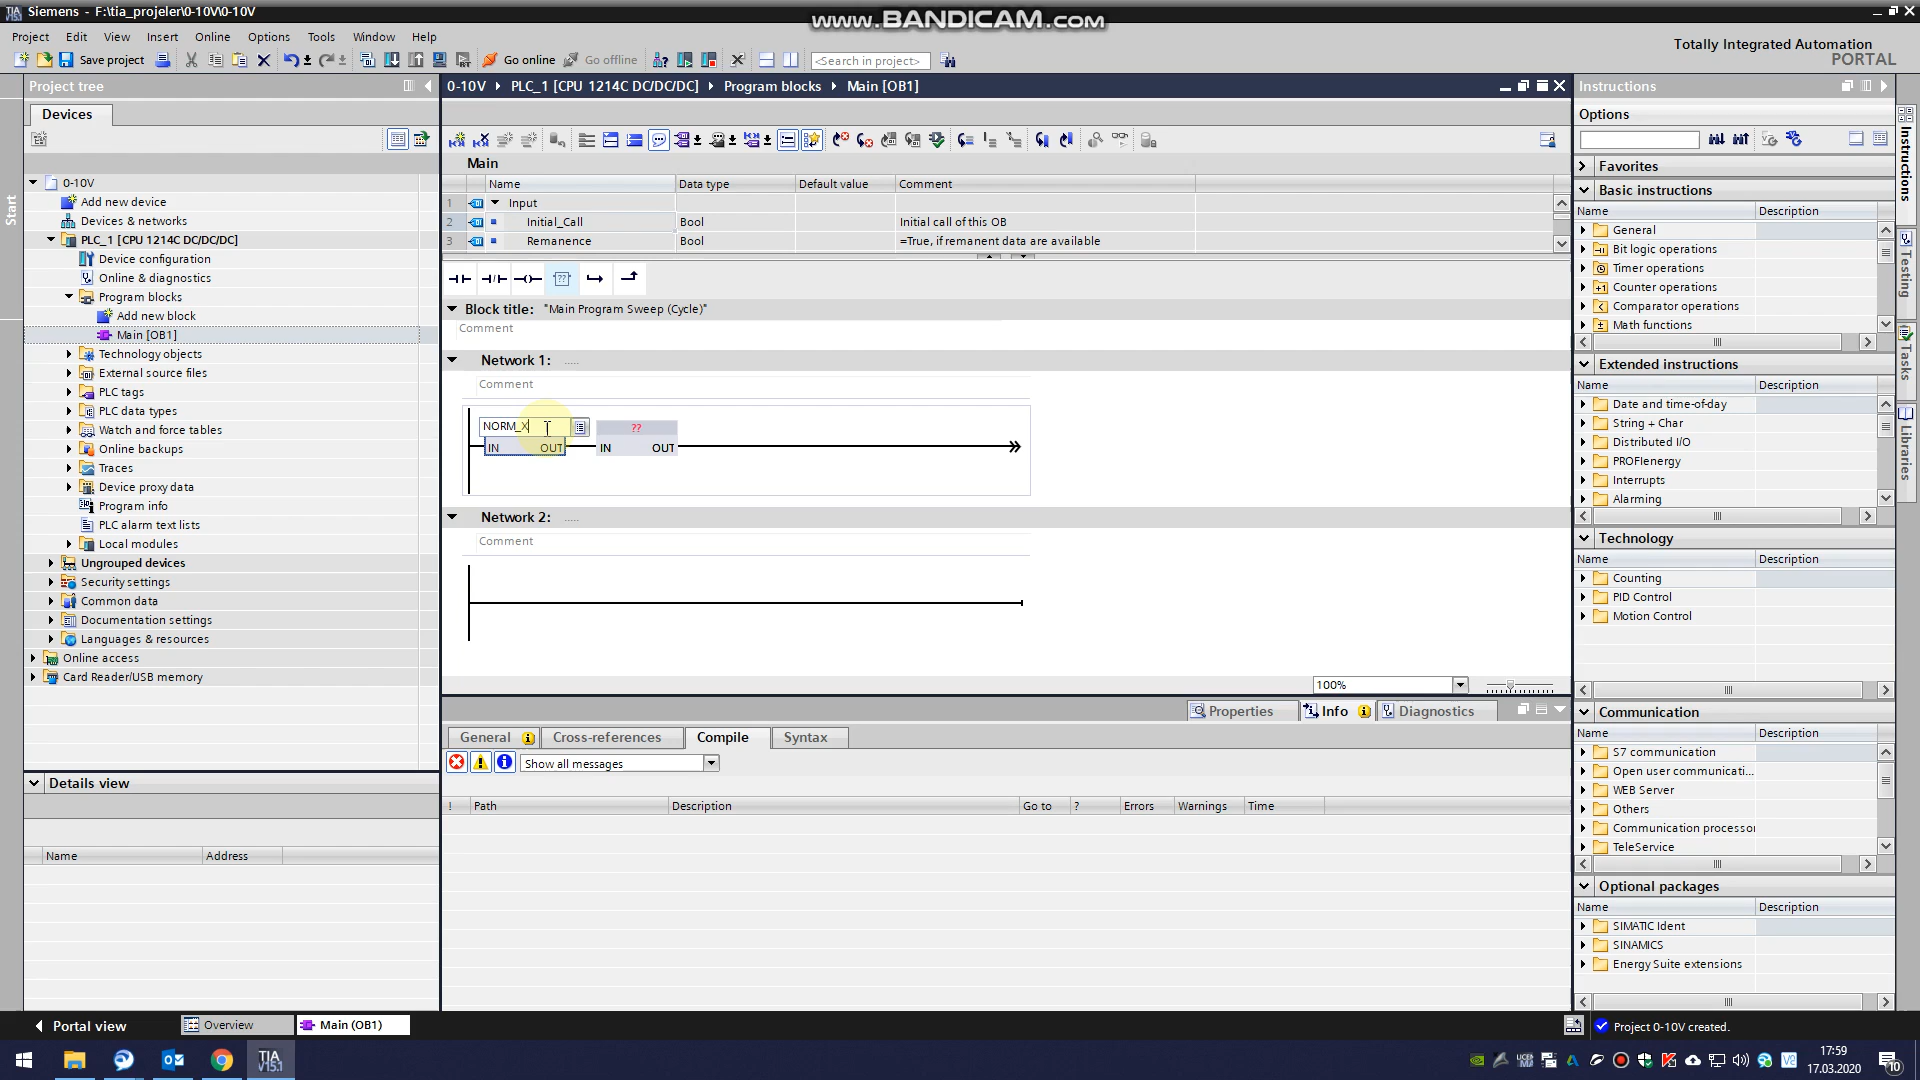 Siemens - F:\tia_projeler\0-10V\0-10V
www.BANDICAM.com
Project Edit View Insert Online Options Tools Window Help
Totally Integrated Automation
PORTAL
Save project
Go online
Go offline
<Search in project>
Project tree
Devices
Start
0-10V
Add new device
Devices & networks
PLC_1 [CPU 1214C DC/DC/DC]
Device configuration
Online & diagnostics
Program blocks
Add new block
Main [OB1]
Technology objects
External source files
PLC tags
PLC data types
Watch and force tables
Online backups
Traces
Device proxy data
Program info
PLC alarm text lists
Local modules
Ungrouped devices
Security settings
Common data
Documentation settings
Languages & resources
Online access
Card Reader/USB memory
Details view
Name Address
0-10V PLC_1 [CPU 1214C DC/DC/DC] Program blocks Main [OB1]
Main
Name Data type Default value Comment
1 Input
2 Initial_Call Bool Initial call of this OB
3 Remanence Bool =True, if remanent data are available
??
Block title: "Main Program Sweep (Cycle)"
Comment
Network 1: .....
Comment
NORM_X ??
IN OUT IN OUT
Network 2: .....
Comment
100%
Properties Info Diagnostics
General Cross-references Compile Syntax
Show all messages
! Path Description Go to ? Errors Warnings Time
Instructions
Options
Favorites
Basic instructions
Name Description
General
Bit logic operations
Timer operations
Counter operations
Comparator operations
Math functions
Extended instructions
Name Description
Date and time-of-day
String + Char
Distributed I/O
PROFIenergy
Interrupts
Alarming
Technology
Name Description
Counting
PID Control
Motion Control
Communication
Name Description
S7 communication
Open user communicati...
WEB Server
Others
Communication processor
TeleService
Optional packages
Name Description
SIMATIC Ident
SINAMICS
Energy Suite extensions
Instructions
Testing
Tasks
Libraries
Portal view
Overview
Main (OB1)
Project 0-10V created.
TIA
V15.1
17:59
17.03.2020
10